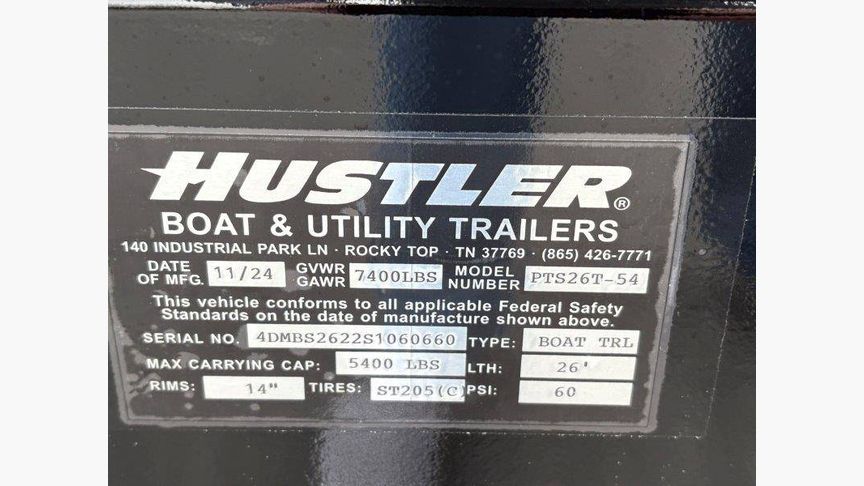 HUSTLER®
BOAT & UTILITY TRAILERS
140 INDUSTRIAL PARK LN · ROCKY TOP · TN 37769 · (865) 426-7771
DATE OF MFG. 11/24 GVWR GAWR 7400LBS MODEL NUMBER PTS26T-54
This vehicle conforms to all applicable Federal Safety
Standards on the date of manufacture shown above.
SERIAL NO. 4DMBS2622S1060660 TYPE: BOAT TRL
MAX CARRYING CAP: 5400 LBS LTH: 26'
RIMS: 14" TIRES: ST205(C) PSI: 60